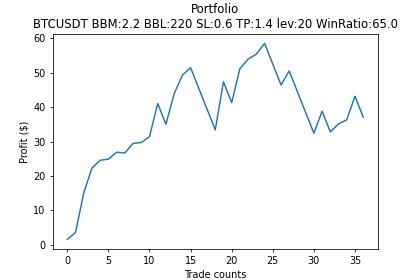 Portfolio
BTCUSDT BBM:2.2 BBL:220 SL:0.6 TP:1.4 lev:20 WinRatio:65.0
60
50
40
30
20
10
0
Profit ($)
0 5 10 15 20 25 30 35
Trade counts